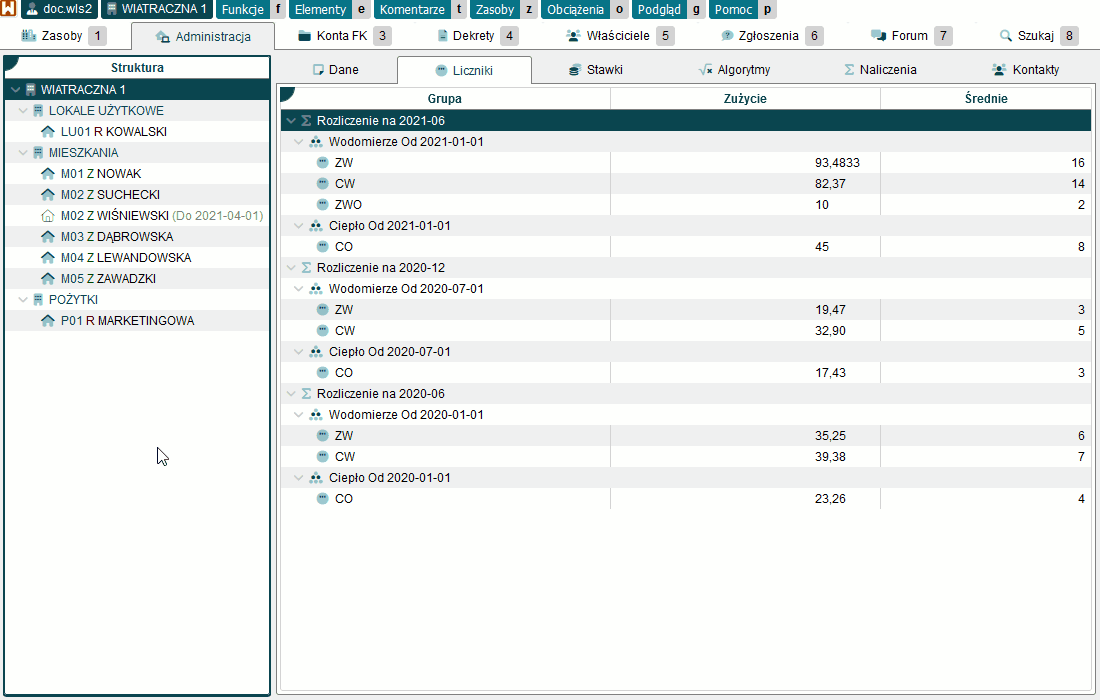 doc.wls2 WIATRACZNA 1 Funkcje f Elementy e Komentarze t Zasoby z Obciążenia o Podgląd g Pomoc p
Zasoby 1 Administracja Konta FK 3 Dekrety 4 Właściciele 5 Zgłoszenia 6 Forum 7 Szukaj 8
Struktura
WIATRACZNA 1
LOKALE UŻYTKOWE
LU01 R KOWALSKI
MIESZKANIA
M01 Z NOWAK
M02 Z SUCHECKI
M02 Z WIŚNIEWSKI (Do 2021-04-01)
M03 Z DĄBROWSKA
M04 Z LEWANDOWSKA
M05 Z ZAWADZKI
POŻYTKI
P01 R MARKETINGOWA
Dane Liczniki Stawki Algorytmy Naliczenia Kontakty
Grupa Zużycie Średnie
Rozliczenie na 2021-06
Wodomierze Od 2021-01-01
ZW 93,4833 16
CW 82,37 14
ZWO 10 2
Ciepło Od 2021-01-01
CO 45 8
Rozliczenie na 2020-12
Wodomierze Od 2020-07-01
ZW 19,47 3
CW 32,90 5
Ciepło Od 2020-07-01
CO 17,43 3
Rozliczenie na 2020-06
Wodomierze Od 2020-01-01
ZW 35,25 6
CW 39,38 7
Ciepło Od 2020-01-01
CO 23,26 4